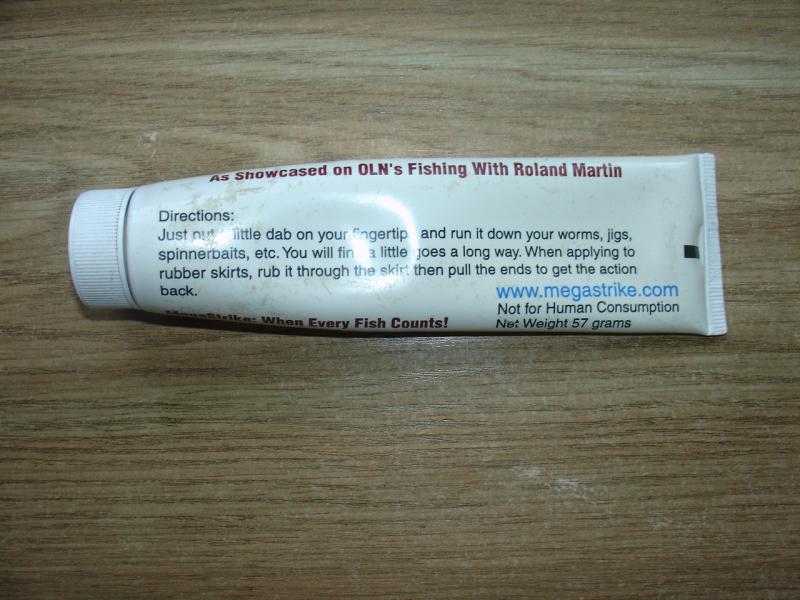 As Showcased on OLN's Fishing With Roland Martin
Directions:
Just put little dab on your fingertip and run it down your worms, jigs,
spinnerbaits, etc. You will find a little goes a long way. When applying to
rubber skirts, rub it through the skirt then pull the ends to get the action
back.
www.megastrike.com
Not for Human Consumption
MegaStrike: When Every Fish Counts!
Net Weight 57 grams